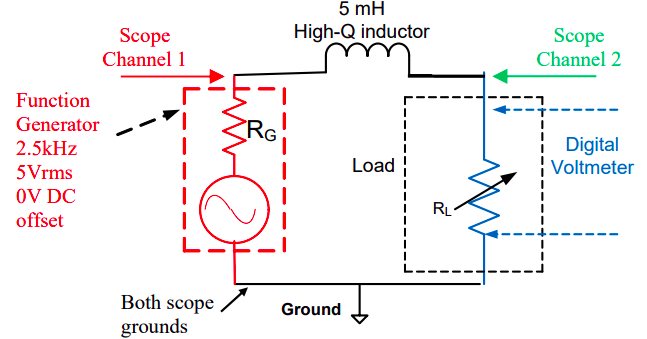 5 mH
High-Q inductor
Scope
Channel 1
Scope
Channel 2
Function
Generator
2.5kHz
5Vrms
0V DC
offset
RG
Load
RL
Digital
Voltmeter
Both scope
grounds
Ground